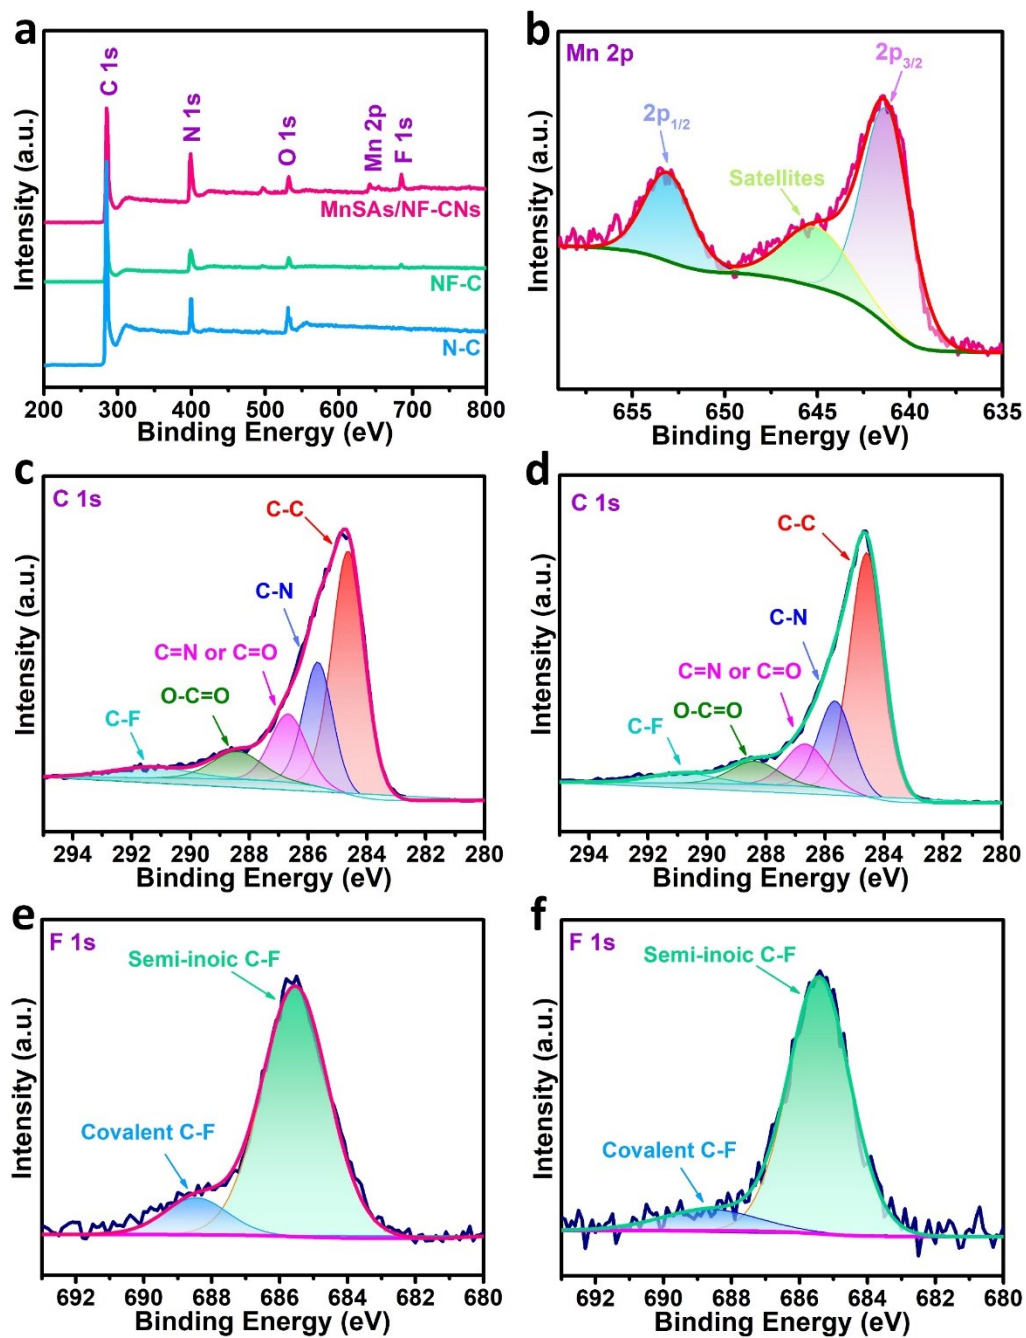 a
C 1s
N 1s
O 1s
Mn 2p
F 1s
MnSAs/NF-CNs
NF-C
N-C
Intensity (a.u.)
200 300 400 500 600 700 800
Binding Energy (eV)
b
Mn 2p
2p3/2
2p1/2
Satellites
Intensity (a.u.)
655 650 645 640 635
Binding Energy (eV)
c
C 1s
C-C
C-N
C=N or C=O
O-C=O
C-F
Intensity (a.u.)
294 292 290 288 286 284 282 280
Binding Energy (eV)
d
C 1s
C-C
C-N
C=N or C=O
O-C=O
C-F
Intensity (a.u.)
294 292 290 288 286 284 282 280
Binding Energy (eV)
e
F 1s
Semi-inoic C-F
Covalent C-F
Intensity (a.u.)
692 690 688 686 684 682 680
Binding Energy (eV)
f
F 1s
Semi-inoic C-F
Covalent C-F
Intensity (a.u.)
692 690 688 686 684 682 680
Binding Energy (eV)